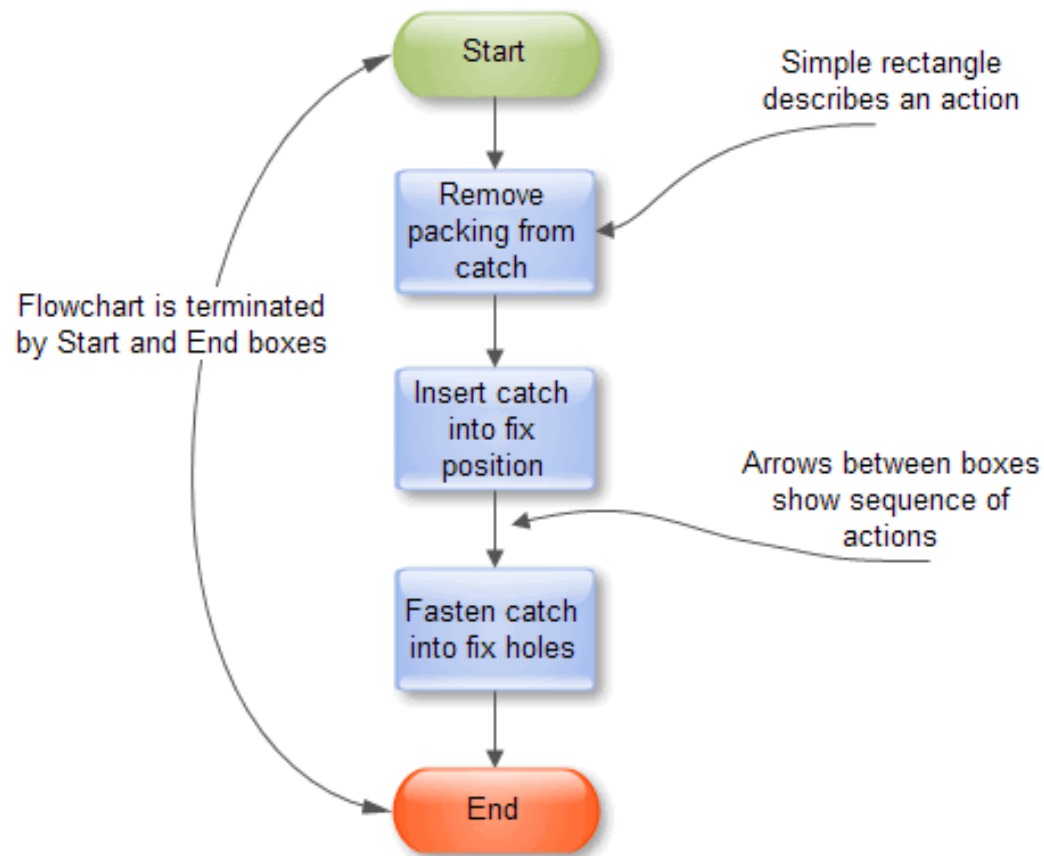 Start
Simple rectangle
describes an action
Remove
packing from
catch
Flowchart is terminated
by Start and End boxes
Insert catch
into fix
position
Arrows between boxes
show sequence of
actions
Fasten catch
into fix holes
End